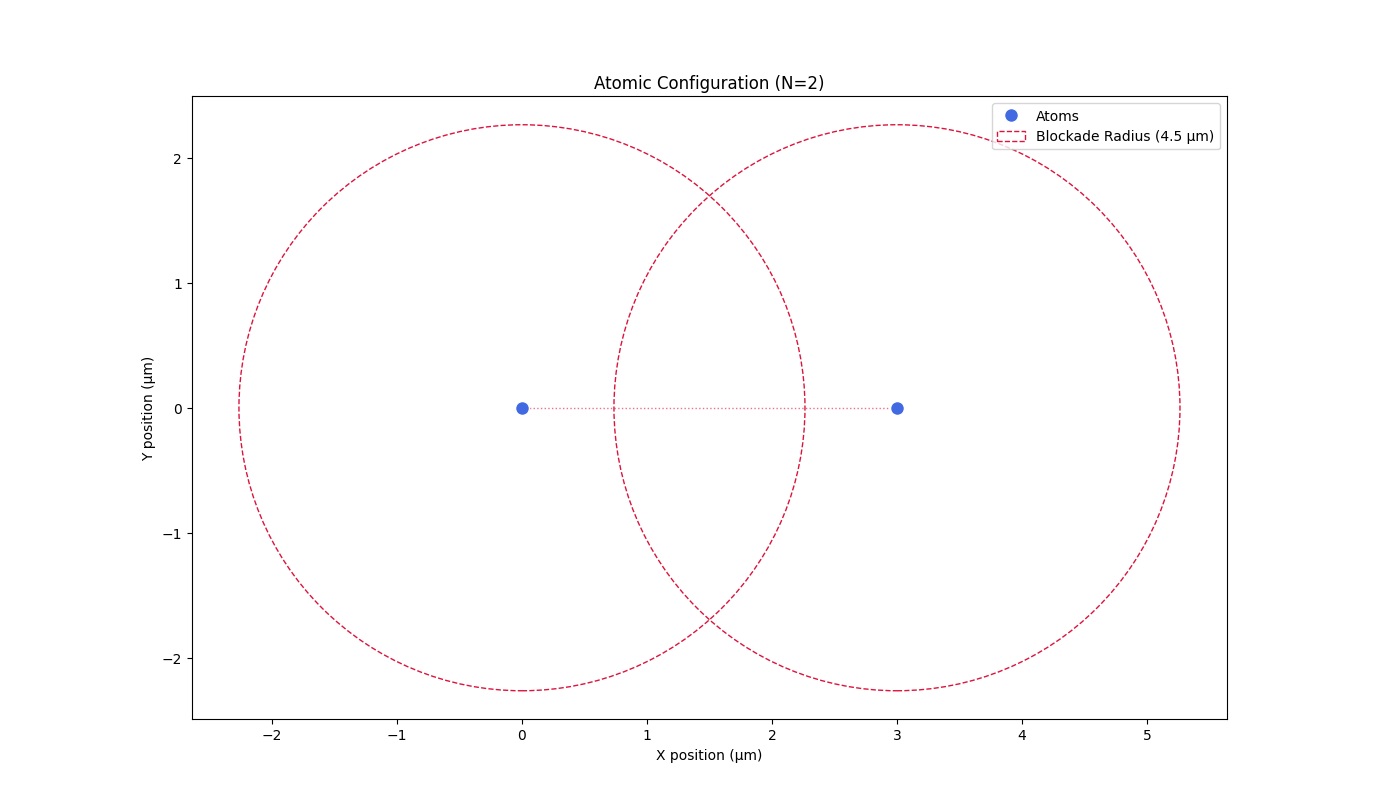 Atomic Configuration (N=2)
Atoms
Blockade Radius (4.5 μm)
2
1
0
−1
−2
Y position (μm)
−2
−1
0
1
2
3
4
5
X position (μm)